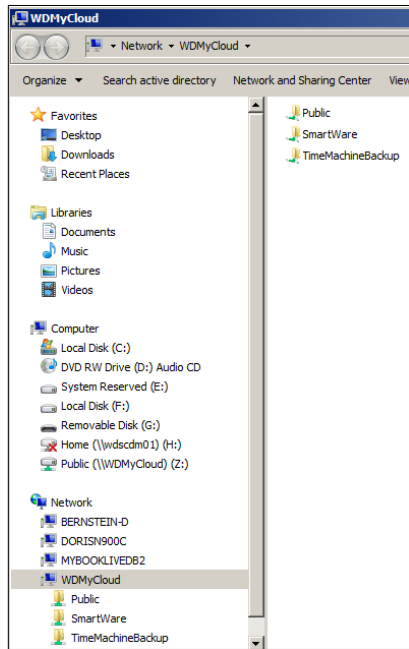 WDMyCloud
Network WDMyCloud
Organize Search active directory Network and Sharing Center View
Favorites
Desktop
Downloads
Recent Places
Libraries
Documents
Music
Pictures
Videos
Computer
Local Disk (C:)
DVD RW Drive (D:) Audio CD
System Reserved (E:)
Local Disk (F:)
Removable Disk (G:)
Home (\\wdscdm01) (H:)
Public (\\WDMyCloud) (Z:)
Network
BERNSTEIN-D
DORISN900C
MYBOOKLIVEDB2
WDMyCloud
Public
SmartWare
TimeMachineBackup
Public
SmartWare
TimeMachineBackup